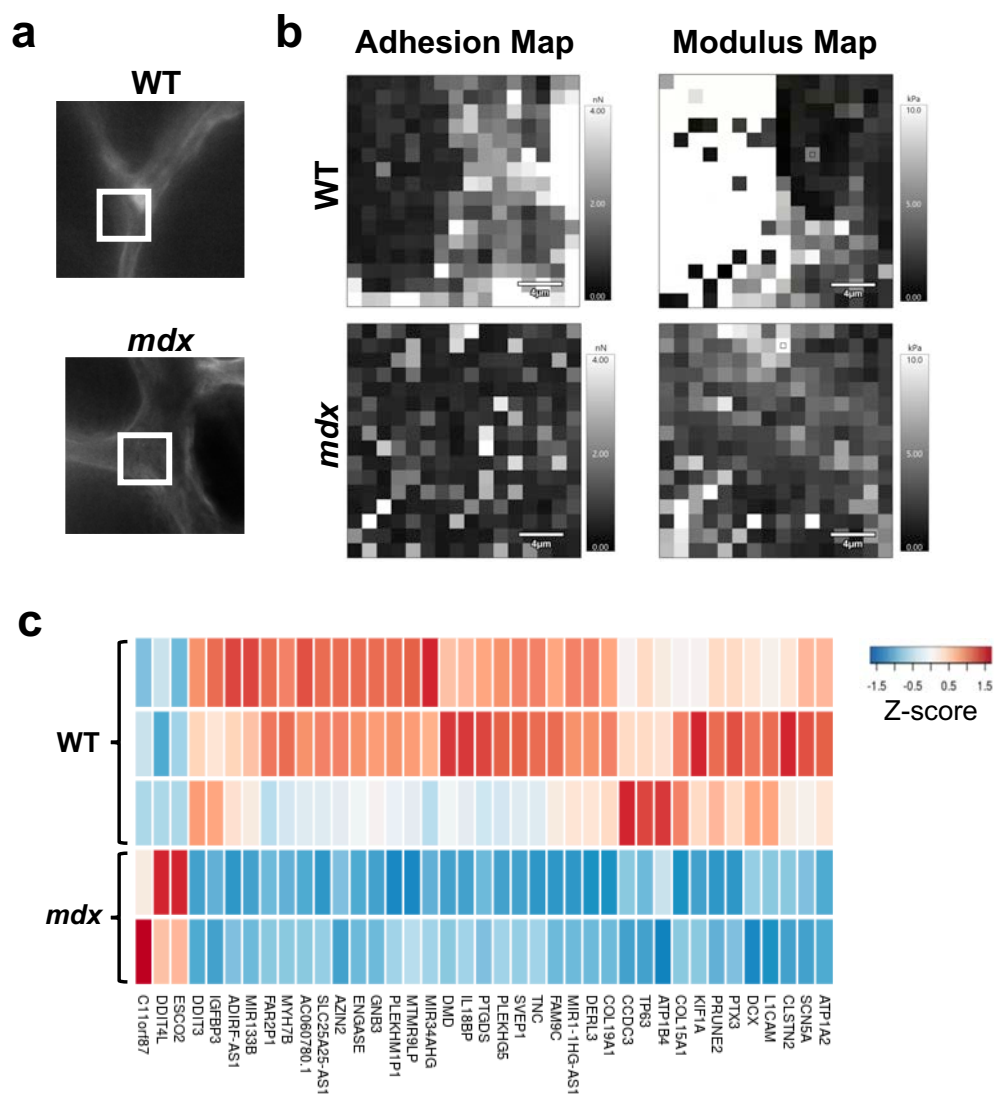 a
b
WT
mdx
Adhesion Map
Modulus Map
WT
nN
4.00
2.00
0.00
4μm
kPa
10.0
5.00
0.00
4μm
mdx
nN
4.00
2.00
0.00
4μm
kPa
10.0
5.00
0.00
4μm
c
WT
mdx
-1.5 -0.5 0.5 1.5
Z-score
C11orf87
DDIT4L
ESCO2
DDIT3
IGFBP3
ADIRF-AS1
MIR133B
FAR2P1
MYH7B
AC060780.1
SLC25A25-AS1
AZIN2
ENGASE
GNB3
PLEKHM1P1
MTMR9LP
MIR34AHG
DMD
IL18BP
PTGDS
PLEKHG5
SVEP1
TNC
FAM9C
MIR1-1HG-AS1
DERL3
COL19A1
CCDC3
TP63
ATP1B4
COL15A1
KIF1A
PRUNE2
PTX3
DCX
L1CAM
CLSTN2
SCN5A
ATP1A2